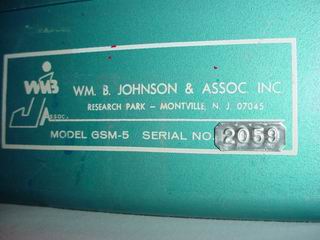 WMB
J
ASSOC.
WM. B. JOHNSON & ASSOC. INC.
RESEARCH PARK – MONTVILLE, N. J. 07045
MODEL GSM-5 SERIAL NO. 2059